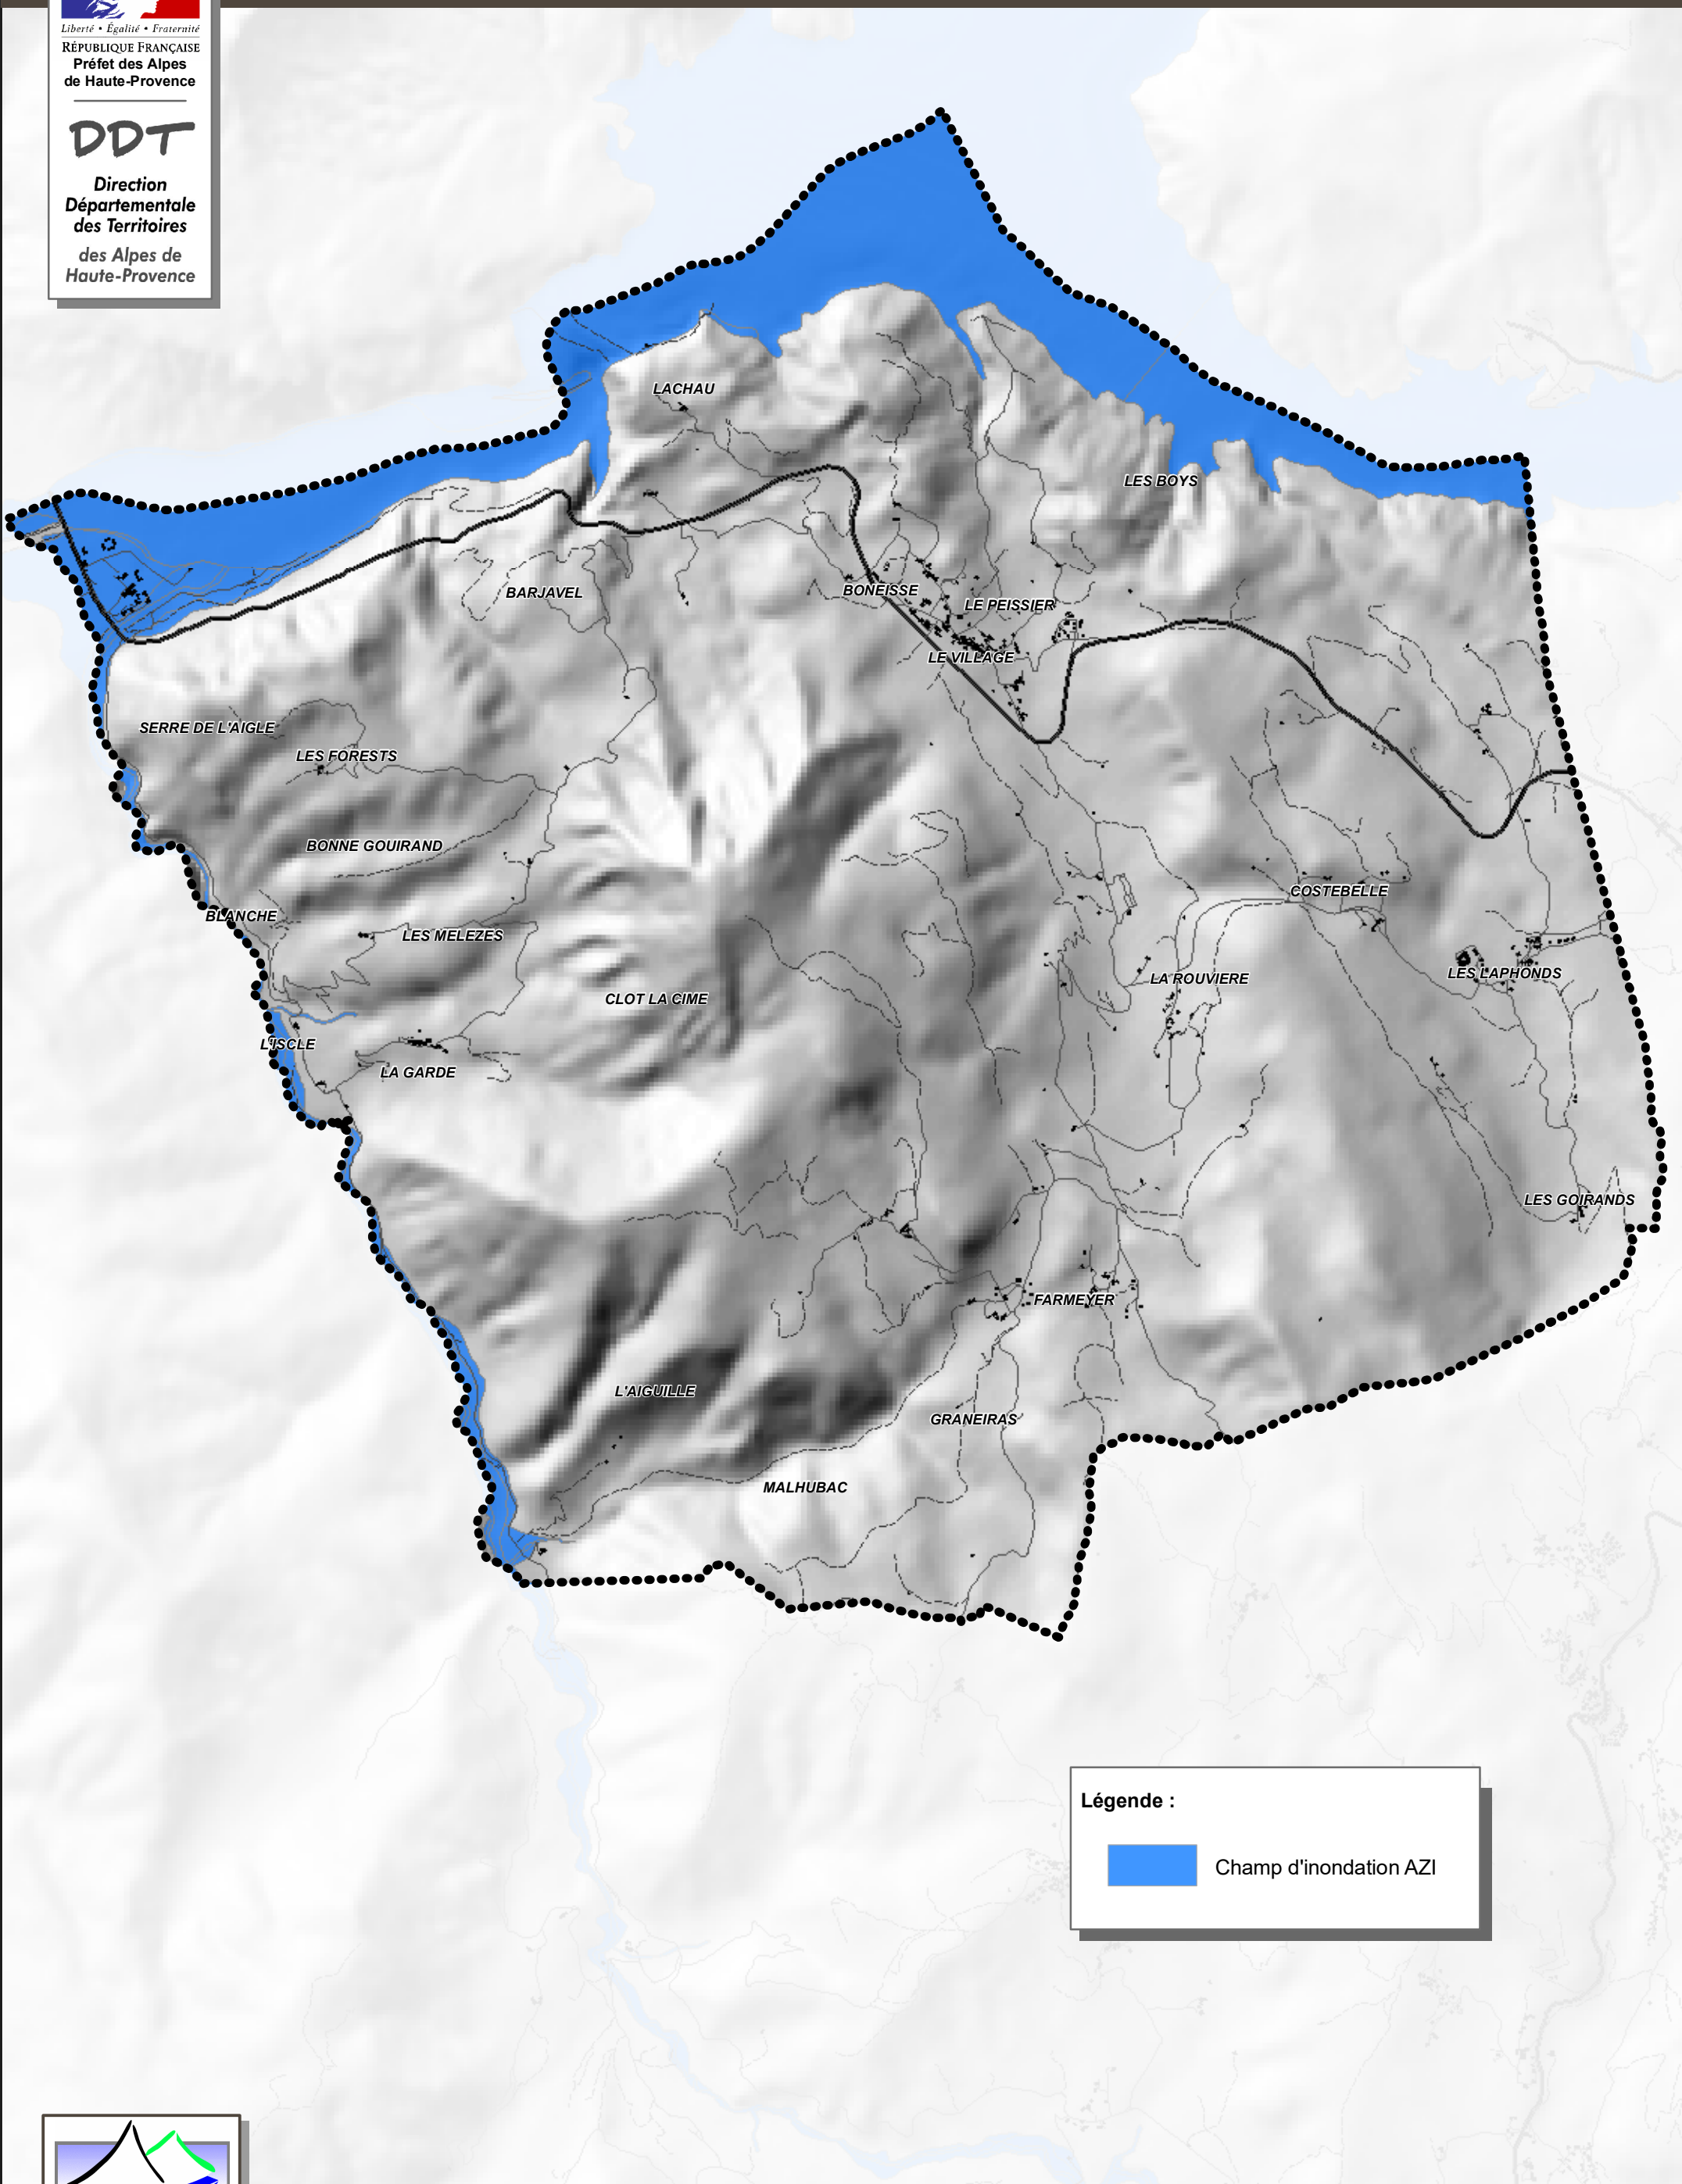 Liberté • Égalité • Fraternité
RÉPUBLIQUE FRANÇAISE
Préfet des Alpes
de Haute-Provence
DDT
Direction
Départementale
des Territoires
des Alpes de
Haute-Provence
LACHAU
LES BOYS
BARJAVEL
BONEISSE
LE PEISSIER
LE VILLAGE
SERRE DE L'AIGLE
LES FORESTS
BONNE GOUIRAND
COSTEBELLE
BLANCHE
LES MELEZES
LES LAPHONDS
LA ROUVIERE
CLOT LA CIME
L'ISCLE
LA GARDE
LES GOIRANDS
FARMEYER
L'AIGUILLE
GRANEIRAS
MALHUBAC
Légende :
Champ d'inondation AZI